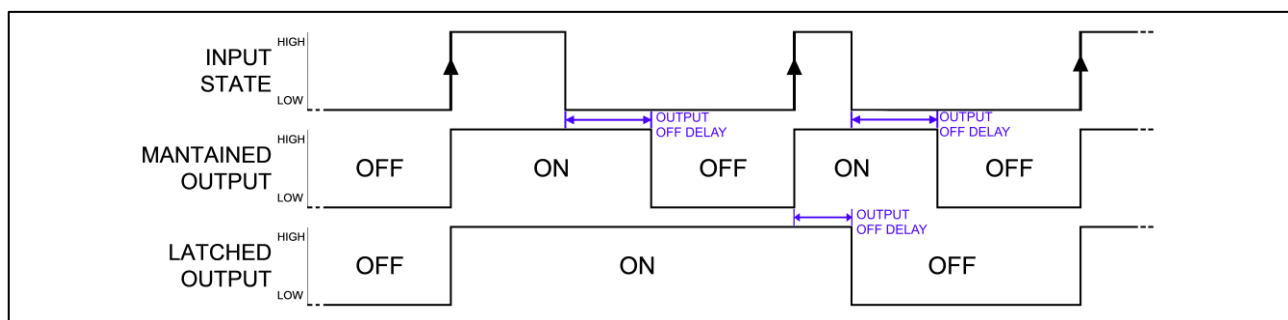 INPUT
STATE
HIGH
LOW
OUTPUT
OFF DELAY
OUTPUT
OFF DELAY
MANTAINED
OUTPUT
HIGH
LOW
OFF
ON
OFF
ON
OFF
OUTPUT
OFF DELAY
LATCHED
OUTPUT
HIGH
LOW
OFF
ON
OFF